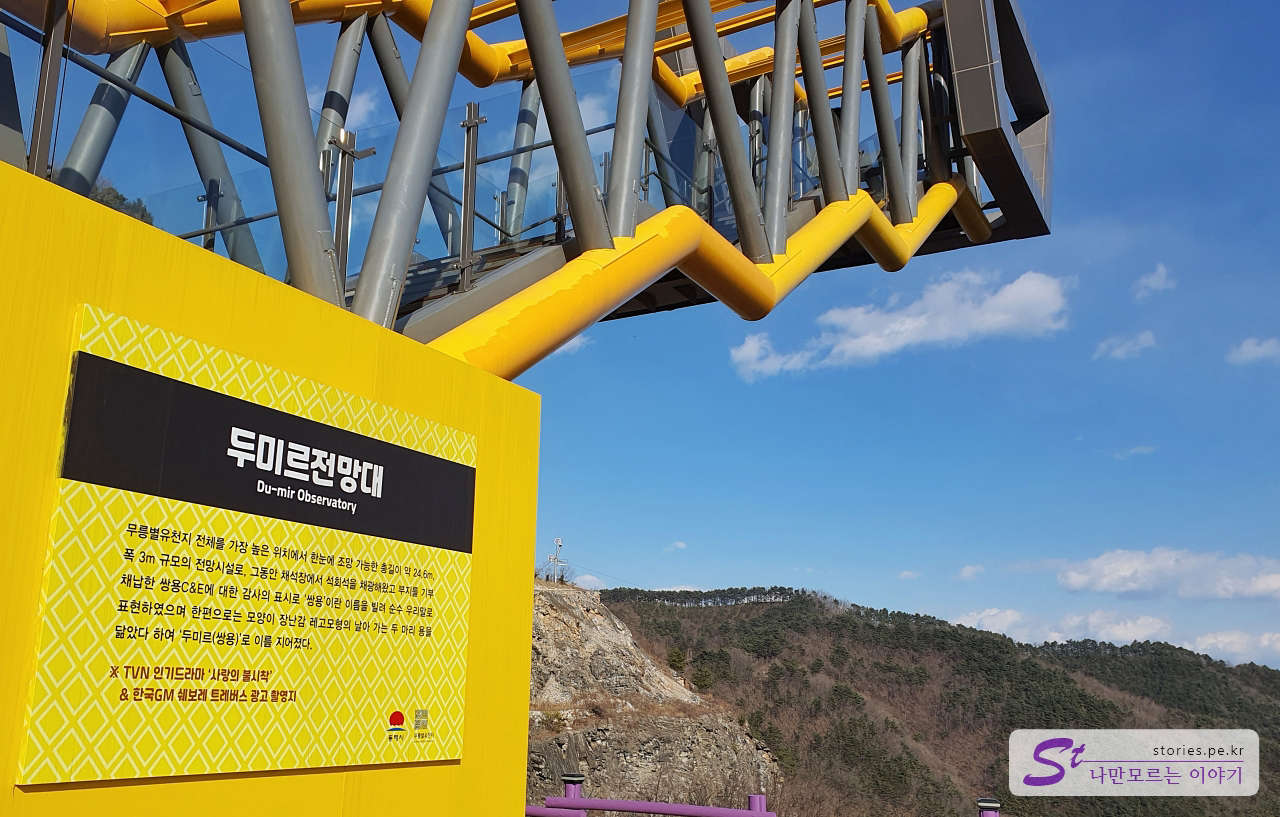 두미르전망대
Du-mir Observatory
무릉별유천지 전체를 가장 높은 위치에서 한눈에 조망 가능한 총길이 약 24.6m,
폭 3m 규모의 전망시설로, 그동안 채석장에서 석회석을 채광해왔고 부지를 기부
채납한 쌍용C&E에 대한 감사의 표시로 '쌍용'이란 이름을 빌려 순수 우리말로
표현하였으며 한편으로는 모양이 장난감 레고모형의 날아 가는 두 마리 용을
닮았다 하여 '두미르(쌍용)'로 이름 지어졌다.
※ TVN 인기드라마 '사랑의 불시착'
& 한국GM 쉐보레 트레버스 광고 촬영지
동해시
무릉별유천지
St
stories.pe.kr
나만모르는 이야기